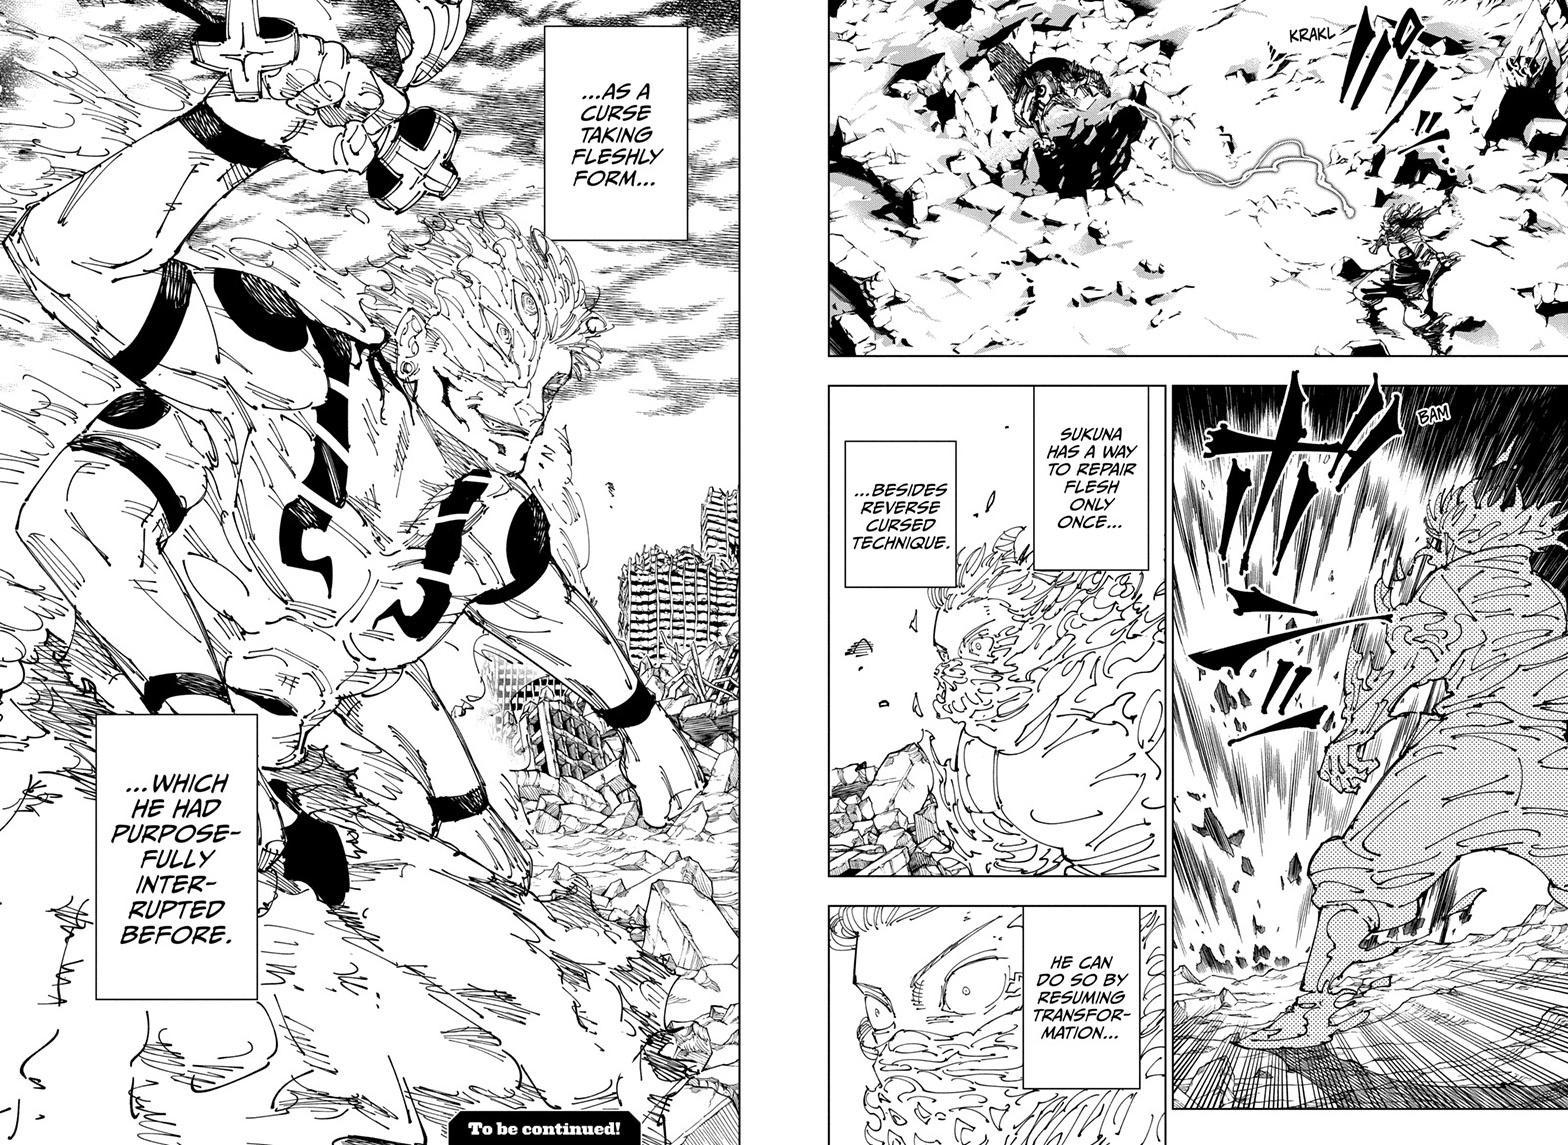 KRAKL
BAM
SUKUNA
HAS A WAY
TO REPAIR
FLESH
ONLY
ONCE...
...BESIDES
REVERSE
CURSED
TECHNIQUE.
HE CAN
DO SO BY
RESUMING
TRANSFOR-
MATION...
...AS A
CURSE
TAKING
FLESHLY
FORM...
...WHICH
HE HAD
PURPOSE-
FULLY
INTER-
RUPTED
BEFORE.
To be continued!